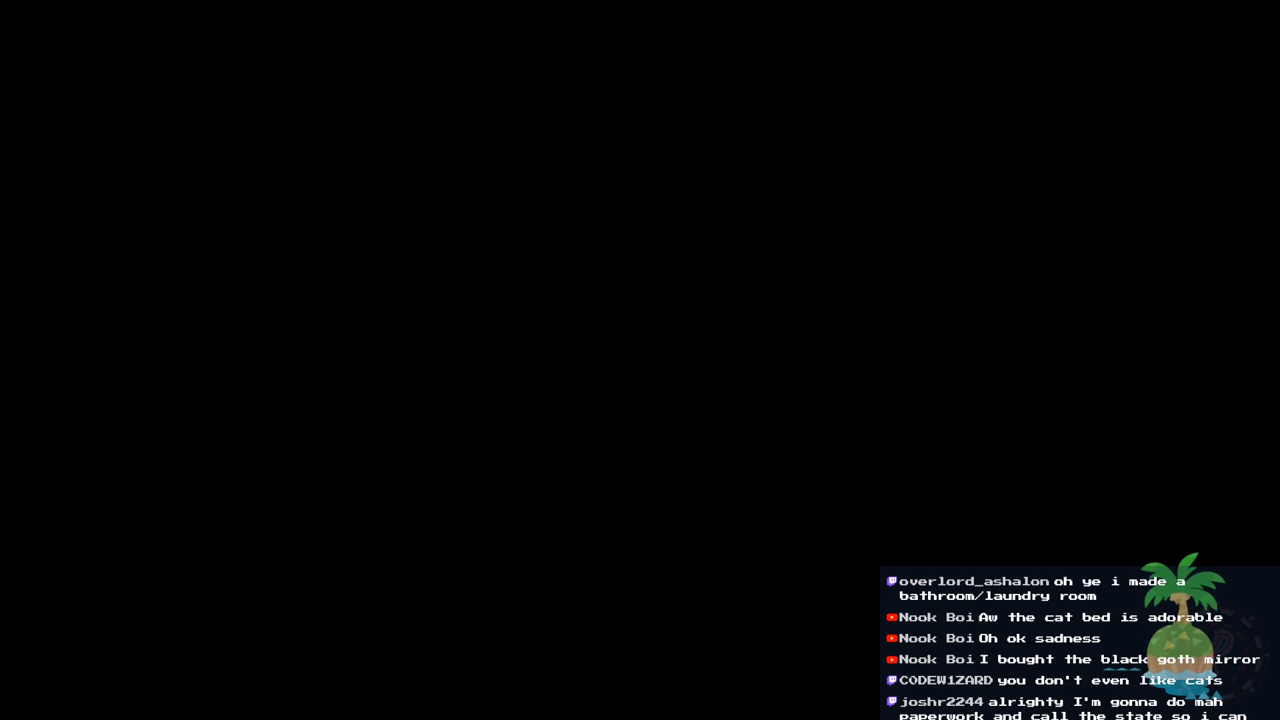 overlord_ashalon oh ye i made a
bathroom/laundry room
Nook Boi Aw the cat bed is adorable
Nook Boi Oh ok sadness
Nook Boi I bought the black goth mirror
C0DEW1ZARD you don't even like cats
joshr2244 alrighty I'm gonna do mah
paperwork and call the state so i can